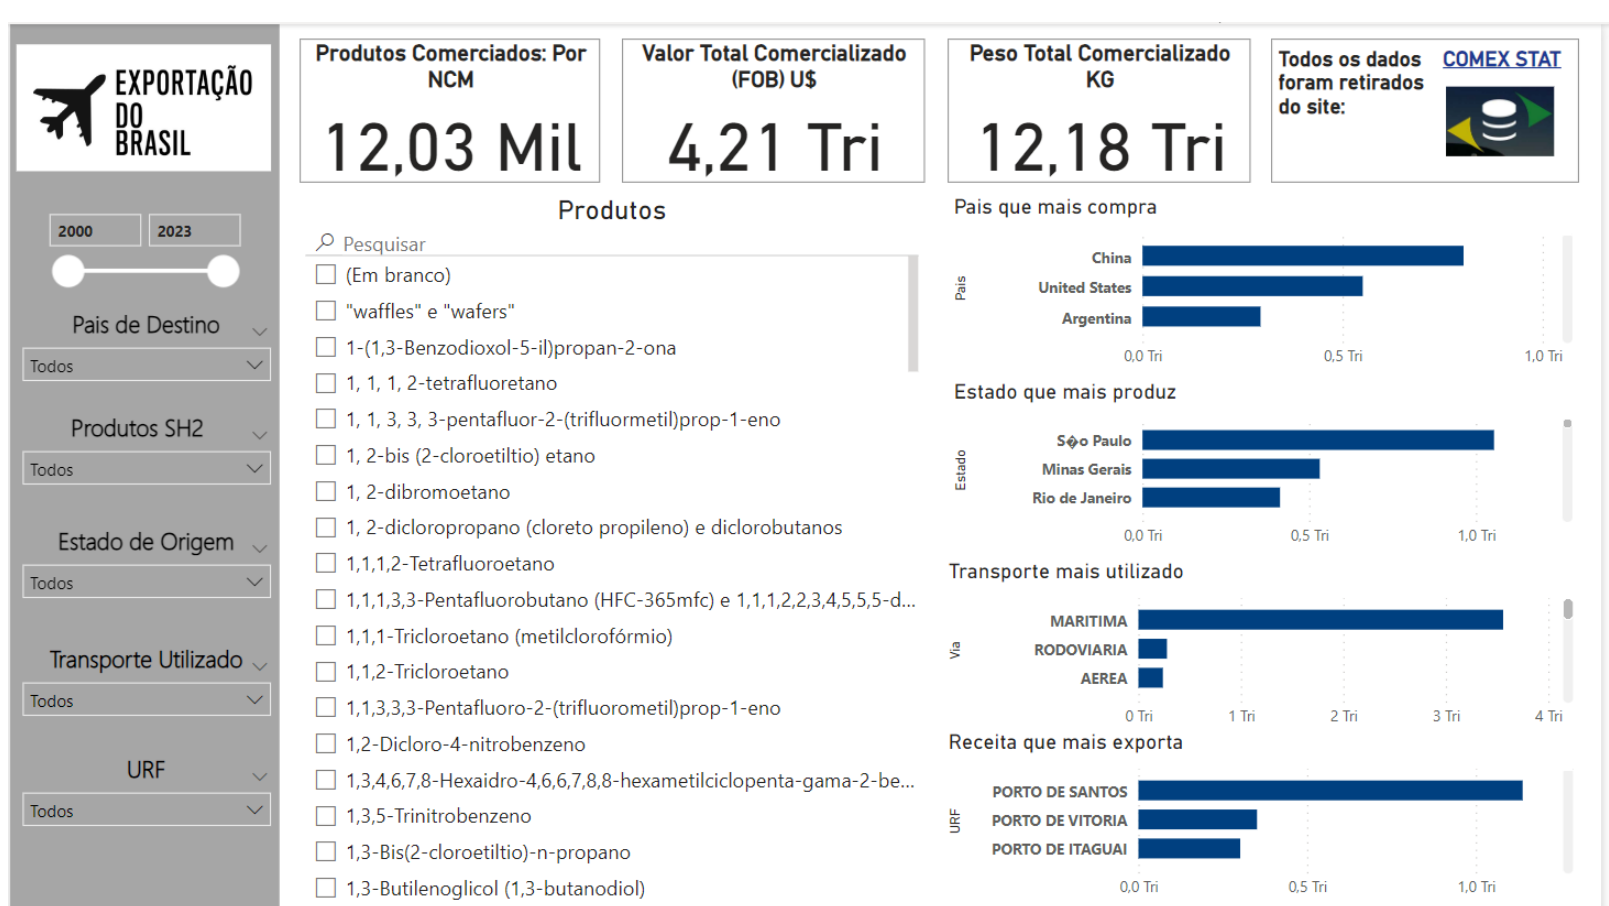 EXPORTAÇÃO
DO
BRASIL
2000
2023
Pais de Destino
Todos
Produtos SH2
Todos
Estado de Origem
Todos
Transporte Utilizado
Todos
URF
Todos
Produtos Comerciados: Por
NCM
12,03 Mil
Valor Total Comercializado
(FOB) U$
4,21 Tri
Peso Total Comercializado
KG
12,18 Tri
Todos os dados
foram retirados
do site:
COMEX STAT
Produtos
Pesquisar
(Em branco)
"waffles" e "wafers"
1-(1,3-Benzodioxol-5-il)propan-2-ona
1, 1, 1, 2-tetrafluoretano
1, 1, 3, 3, 3-pentafluor-2-(trifluormetil)prop-1-eno
1, 2-bis (2-cloroetiltio) etano
1, 2-dibromoetano
1, 2-dicloropropano (cloreto propileno) e diclorobutanos
1,1,1,2-Tetrafluoroetano
1,1,1,3,3-Pentafluorobutano (HFC-365mfc) e 1,1,1,2,2,3,4,5,5,5-d...
1,1,1-Tricloroetano (metilclorofórmio)
1,1,2-Tricloroetano
1,1,3,3,3-Pentafluoro-2-(trifluorometil)prop-1-eno
1,2-Dicloro-4-nitrobenzeno
1,3,4,6,7,8-Hexaidro-4,6,6,7,8,8-hexametilciclopenta-gama-2-be...
1,3,5-Trinitrobenzeno
1,3-Bis(2-cloroetiltio)-n-propano
1,3-Butilenoglicol (1,3-butanodiol)
Pais que mais compra
Pais
China
United States
Argentina
0,0 Tri
0,5 Tri
1,0 Tri
Estado que mais produz
Estado
S�o Paulo
Minas Gerais
Rio de Janeiro
0,0 Tri
0,5 Tri
1,0 Tri
Transporte mais utilizado
Via
MARITIMA
RODOVIARIA
AEREA
0 Tri
1 Tri
2 Tri
3 Tri
4 Tri
Receita que mais exporta
URF
PORTO DE SANTOS
PORTO DE VITORIA
PORTO DE ITAGUAI
0,0 Tri
0,5 Tri
1,0 Tri